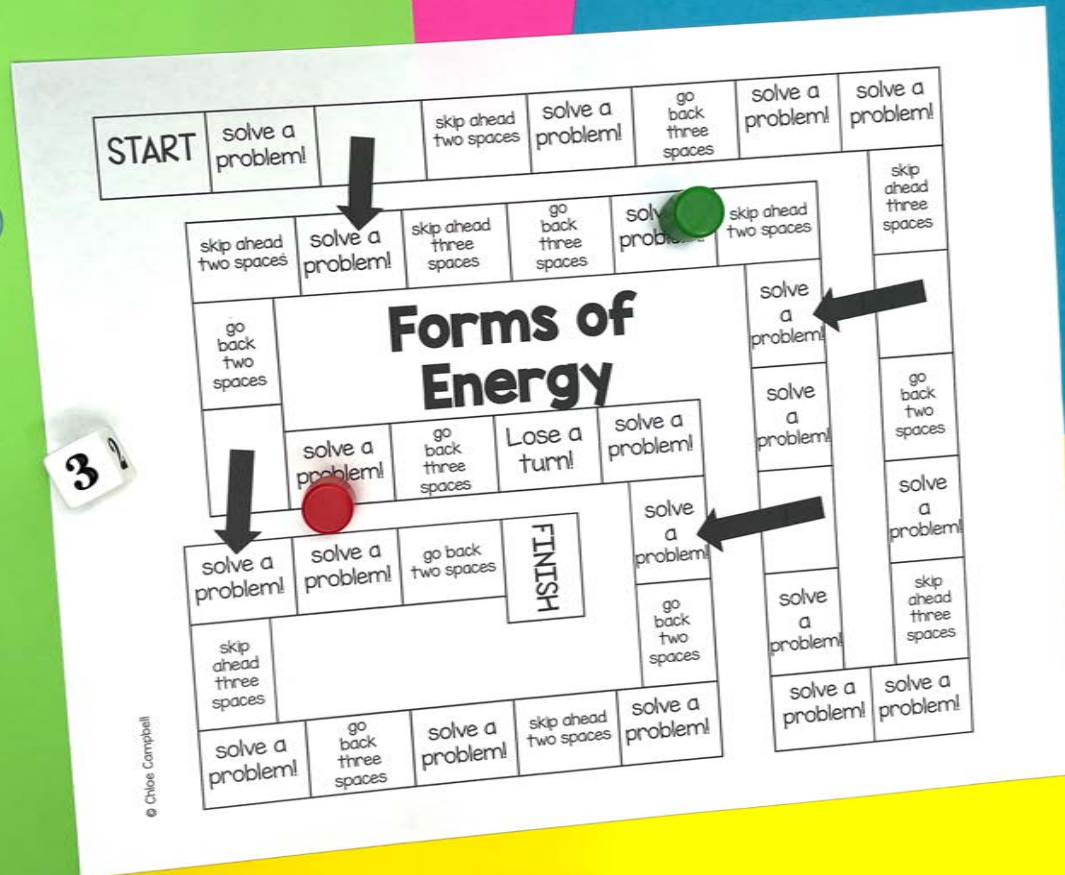 START
solve a
problem!
skip ahead
two spaces
solve a
problem!
go
back
three
spaces
solve a
problem!
solve a
problem!
skip
ahead
three
spaces
go
back
two
spaces
solve
a
problem!
skip
ahead
three
spaces
solve a
problem!
solve a
problem!
solve
a
problem!
solve
a
problem!
solve
a
problem!
skip ahead
two spaces
go
back
three
spaces
skip ahead
three
spaces
solve a
problem!
skip ahead
two spaces
go
back
two
spaces
Forms of
Energy
solve a
problem!
go
back
three
spaces
Lose a
turn!
solve a
problem!
solve
a
problem!
go
back
two
spaces
solve a
problem!
skip ahead
two spaces
solve a
problem!
go
back
three
spaces
solve a
problem!
skip
ahead
three
spaces
solve a
problem!
solve a
problem!
go back
two spaces
FINISH
3
2
© Chloe Campbell